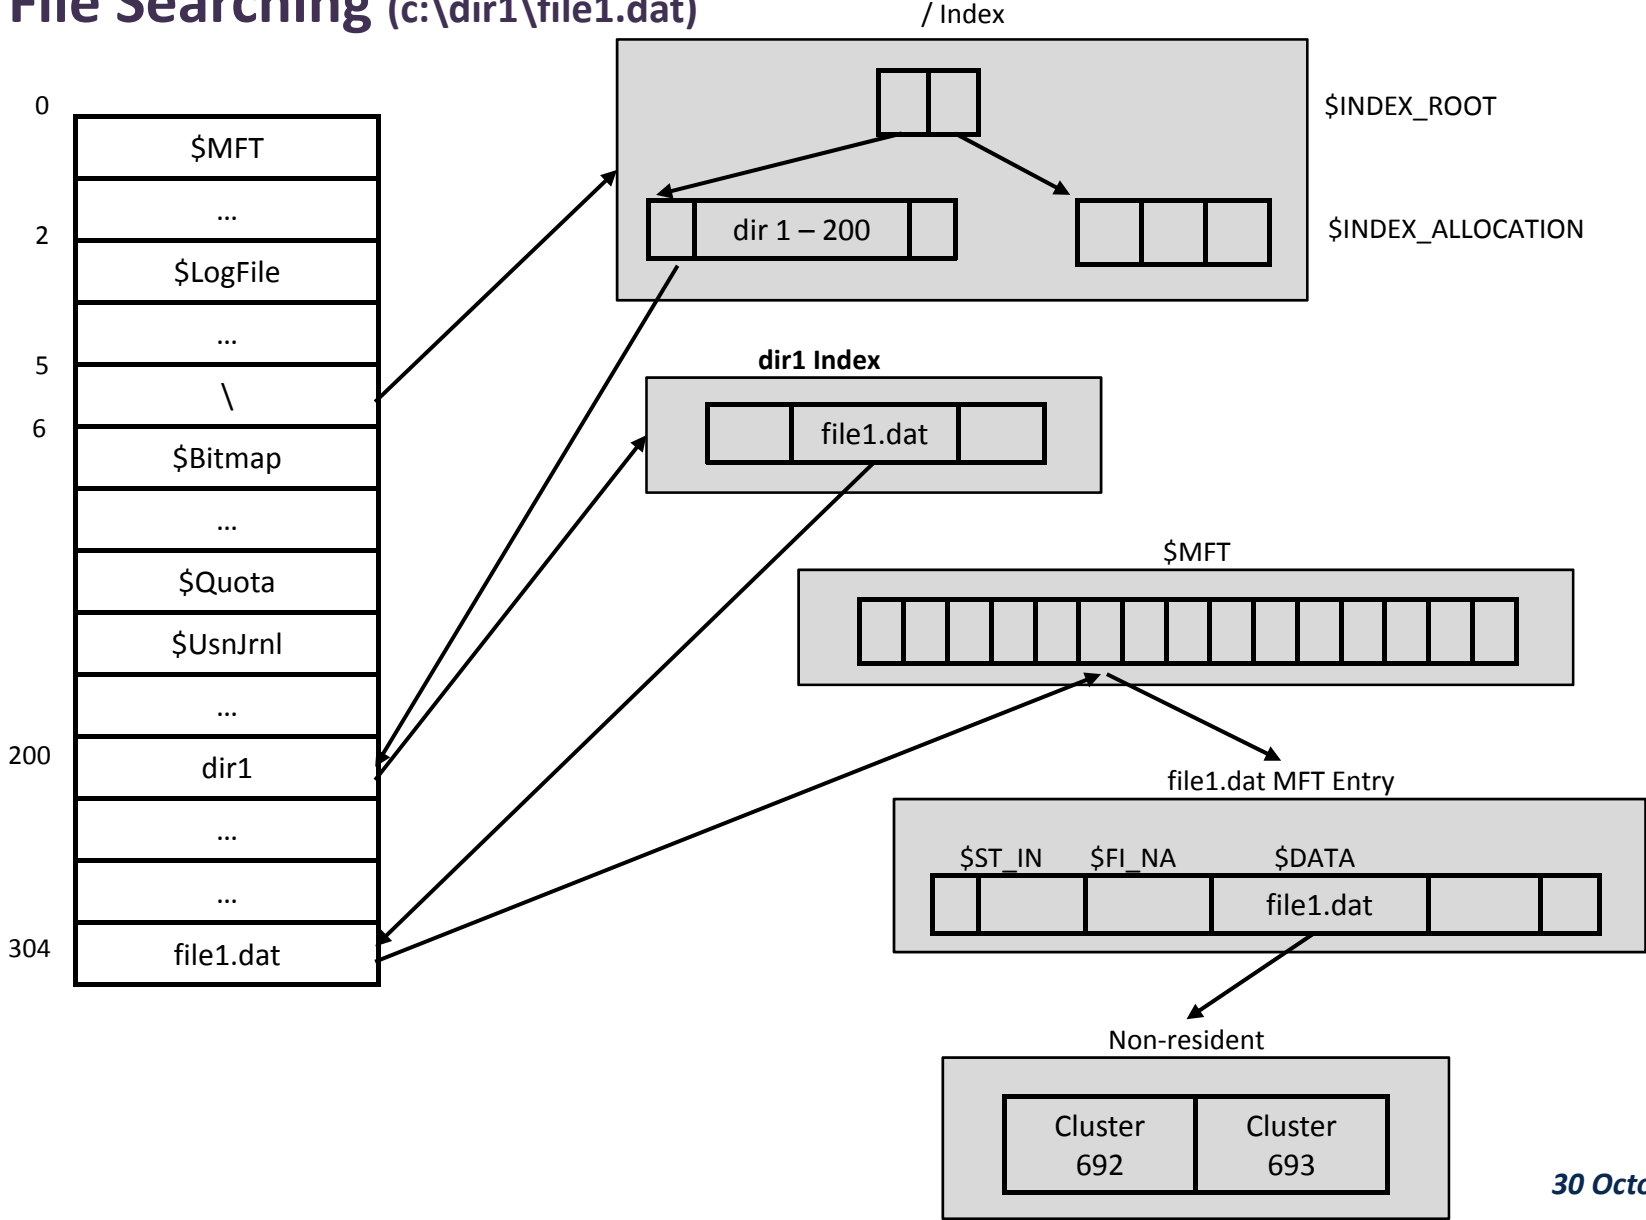 File Searching (c:\dir1\file1.dat)
/ Index
0
$MFT
...
2
$LogFile
...
5
\
6
$Bitmap
...
$Quota
$UsnJrnl
...
200
dir1
...
...
304
file1.dat
$INDEX_ROOT
dir 1 – 200
$INDEX_ALLOCATION
dir1 Index
file1.dat
$MFT
file1.dat MFT Entry
$ST_IN $FI_NA $DATA
file1.dat
Non-resident
Cluster
692
Cluster
693
30 Octo